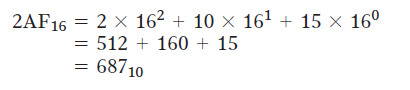 2AF₁₆ = 2 × 16² + 10 × 16¹ + 15 × 16⁰
= 512 + 160 + 15
= 687₁₀